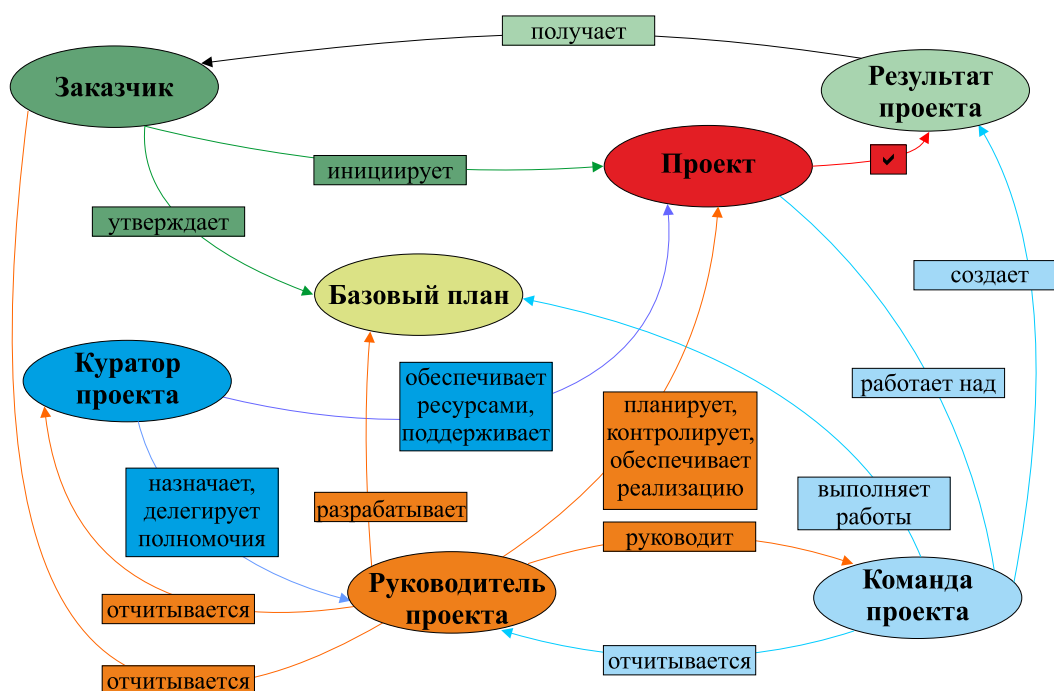 получает
Заказчик
Результат
проекта
Проект
инициирует
утверждает
создает
Базовый план
Куратор
проекта
обеспечивает
ресурсами,
поддерживает
планирует,
контролирует,
обеспечивает
реализацию
работает над
назначает,
делегирует
полномочия
разрабатывает
выполняет
работы
руководит
Руководитель
проекта
Команда
проекта
отчитывается
отчитывается
отчитывается